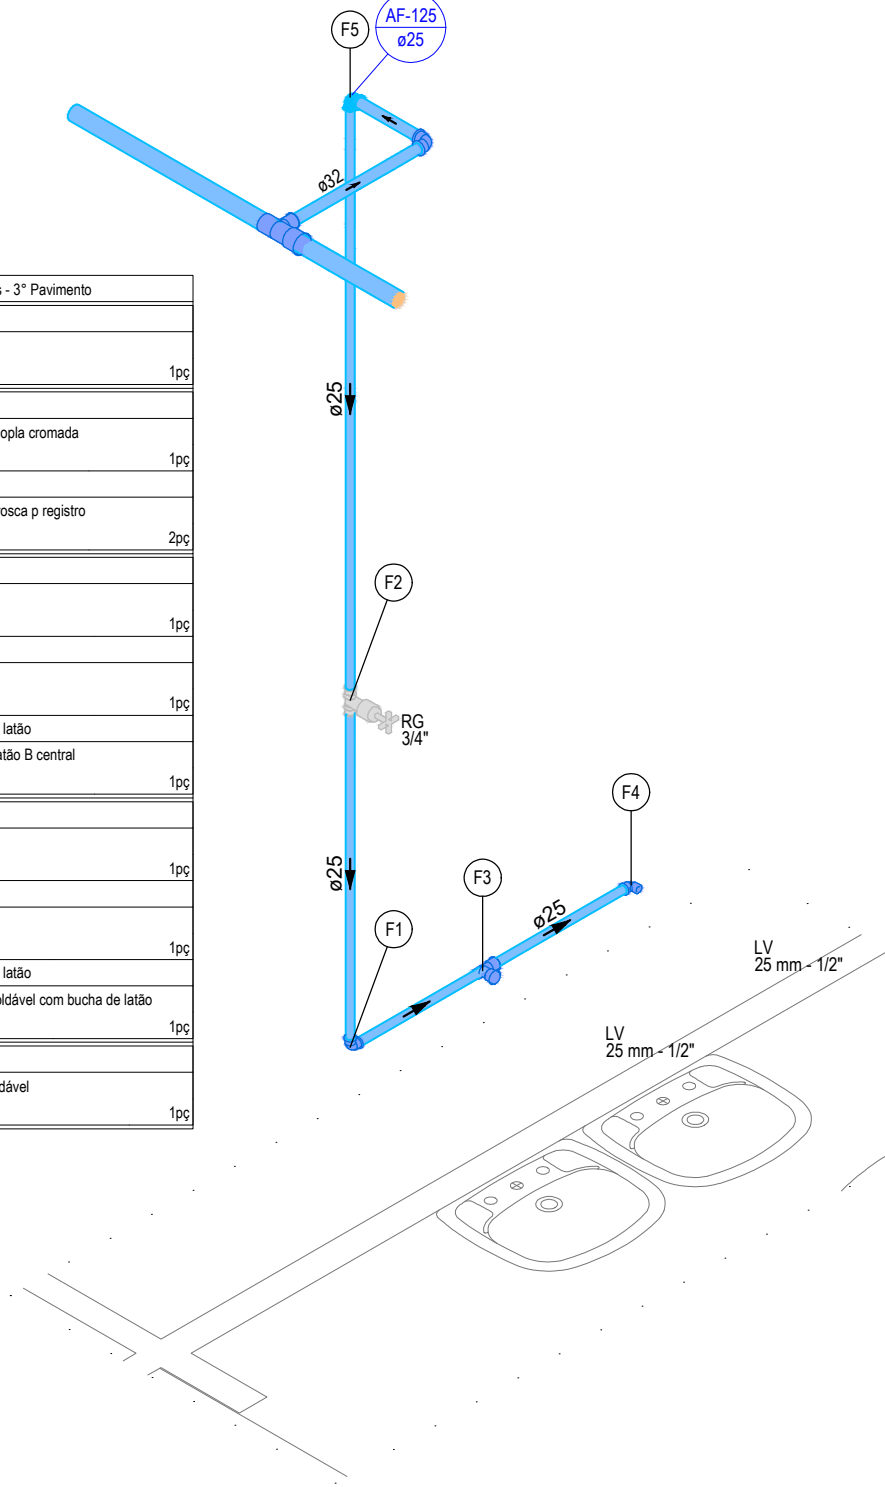 F5
AF-125
ø25
ø32
s - 3° Pavimento
1pç
ø25
opla cromada
1pç
rosca p registro
2pç
F2
1pç
1pç
RG
3/4"
latão
atão B central
1pç
F4
1pç
ø25
F3
ø25
F1
1pç
LV
25 mm - 1/2"
latão
oldável com bucha de latão
1pç
LV
25 mm - 1/2"
dável
1pç